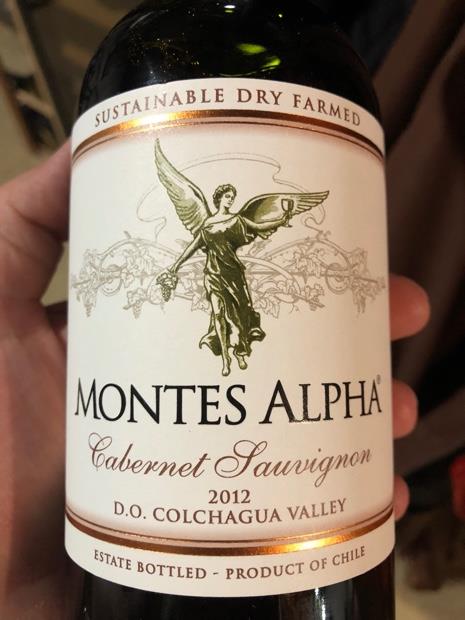 SUSTAINABLE DRY FARMED
MONTES ALPHA®
Cabernet Sauvignon
2012
D.O. COLCHAGUA VALLEY
ESTATE BOTTLED - PRODUCT OF CHILE